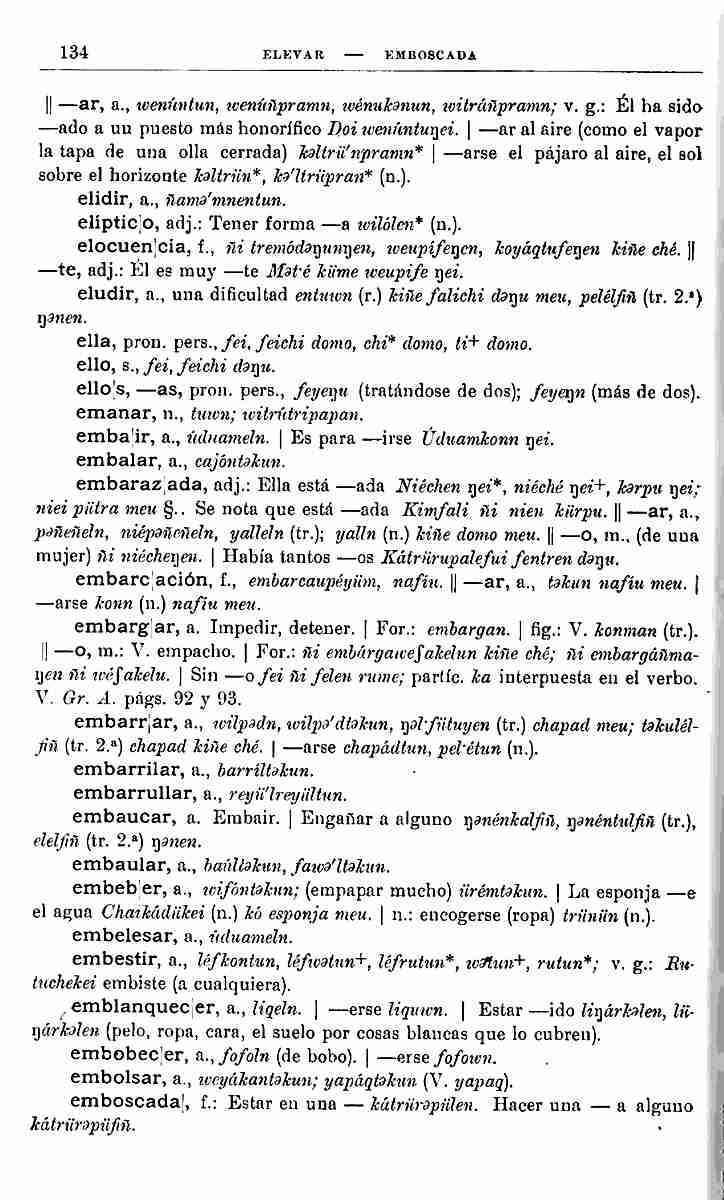 134 ELEVAR — EMBOSCADA
|| —ar, a., wenúntun, wenúñpramn, wénukənun, witráñpramn; v. g.: Él ha sido
—ado a un puesto más honorífico Doi wenúntuŋei. | —ar al aire (como el vapor
la tapa de una olla cerrada) kəltrü'npramn* | —arse el pájaro al aire, el sol
sobre el horizonte kəltrün*, kə'ltrüpran* (n.).
elidir, a., ñamə'mnentun.
elíptic|o, adj.: Tener forma —a wilólen* (n.).
elocuen|cia, f., ñi tremódəŋunŋen, weupífeŋen, koyáqtufeŋen kiñe ché. ||
—te, adj.: Él es muy —te Mət·é küme weupife ŋei.
eludir, a., una dificultad entuwn (r.) kiñe falichi dəŋu meu, pelélfiñ (tr. 2.ª)
ŋənen.
ella, pron. pers., fei, feichi domo, chi* domo, ti+ domo.
ello, s., fei, feichi dəŋu.
ello|s, —as, pron. pers., feyeŋu (tratándose de dos); feyeŋn (más de dos).
emanar, n., tuwn; witrútripapan.
emba|ir, a., úduameln. | Es para —irse Úduamkonn ŋei.
embalar, a., cajóntəkun.
embaraz|ada, adj.: Ella está —ada Niéchen ŋei*, niéché ŋei+, kərpu ŋei;
niei pütra meu §.. Se nota que está —ada Kimfali ñi nien kürpu. || —ar, a.,
pəñeñeln, niépəñeñeln, yalleln (tr.); yalln (n.) kiñe domo meu. || —o, m., (de una
mujer) ñi niécheŋen. | Había tantos —os Kátrürupalefui fentren dəŋu.
embarc|ación, f., embarcaupéyüm, nafíu. || —ar, a., təkun nafíu meu. |
—arse konn (n.) nafíu meu.
embarg|ar, a. Impedir, detener. | For.: embargan. | fig.: V. konman (tr.).
|| —o, m.: V. empacho. | For.: ñi embárgaweʃakelun kiñe ché; ñi embargáñma-
ŋen ñi wéʃakelu. | Sin —o fei ñi felen rume; partíc. ka interpuesta en el verbo.
V. Gr. A. págs. 92 y 93.
embarr|ar, a., wilpədn, wilpə'dtəkun, ŋəl·fütuyen (tr.) chapad meu; təkulél-
fiñ (tr. 2.ª) chapad kiñe ché. | —arse chapádtun, pel·étun (n.).
embarrilar, a., barríltəkun.
embarrullar, a., reyü'lreyültun.
embaucar, a. Embair. | Engañar a alguno ŋənénkalfiñ, ŋənéntulfiñ (tr.),
elelfiñ (tr. 2.ª) ŋənen.
embaular, a., baúltəkun, fawə'ltəkun.
embeb|er, a., wifóntəkun; (empapar mucho) ürémtəkun. | La esponja —e
el agua Chaikádükei (n.) kó esponja meu. | n.: encogerse (ropa) trünün (n.).
embelesar, a., úduameln.
embestir, a., léfkontun, léfwətun+, léfrutun*, rutun*; v. g.: Ru-
tuchekei embiste (a cualquiera).
emblanquec|er, a., liqeln. | —erse liquwn. | Estar —ido liŋárkəlen, lü-
ŋárkəlen (pelo, ropa, cara, el suelo por cosas blancas que lo cubren).
embobec|er, a., fofoln (de bobo). | —erse fofown.
embolsar, a., weyákantəkun; yapáqtəkun (V. yapaq).
emboscada|, f.: Estar en una — kátrürəpülen. Hacer una — a alguno
kátrürəpüfiñ.